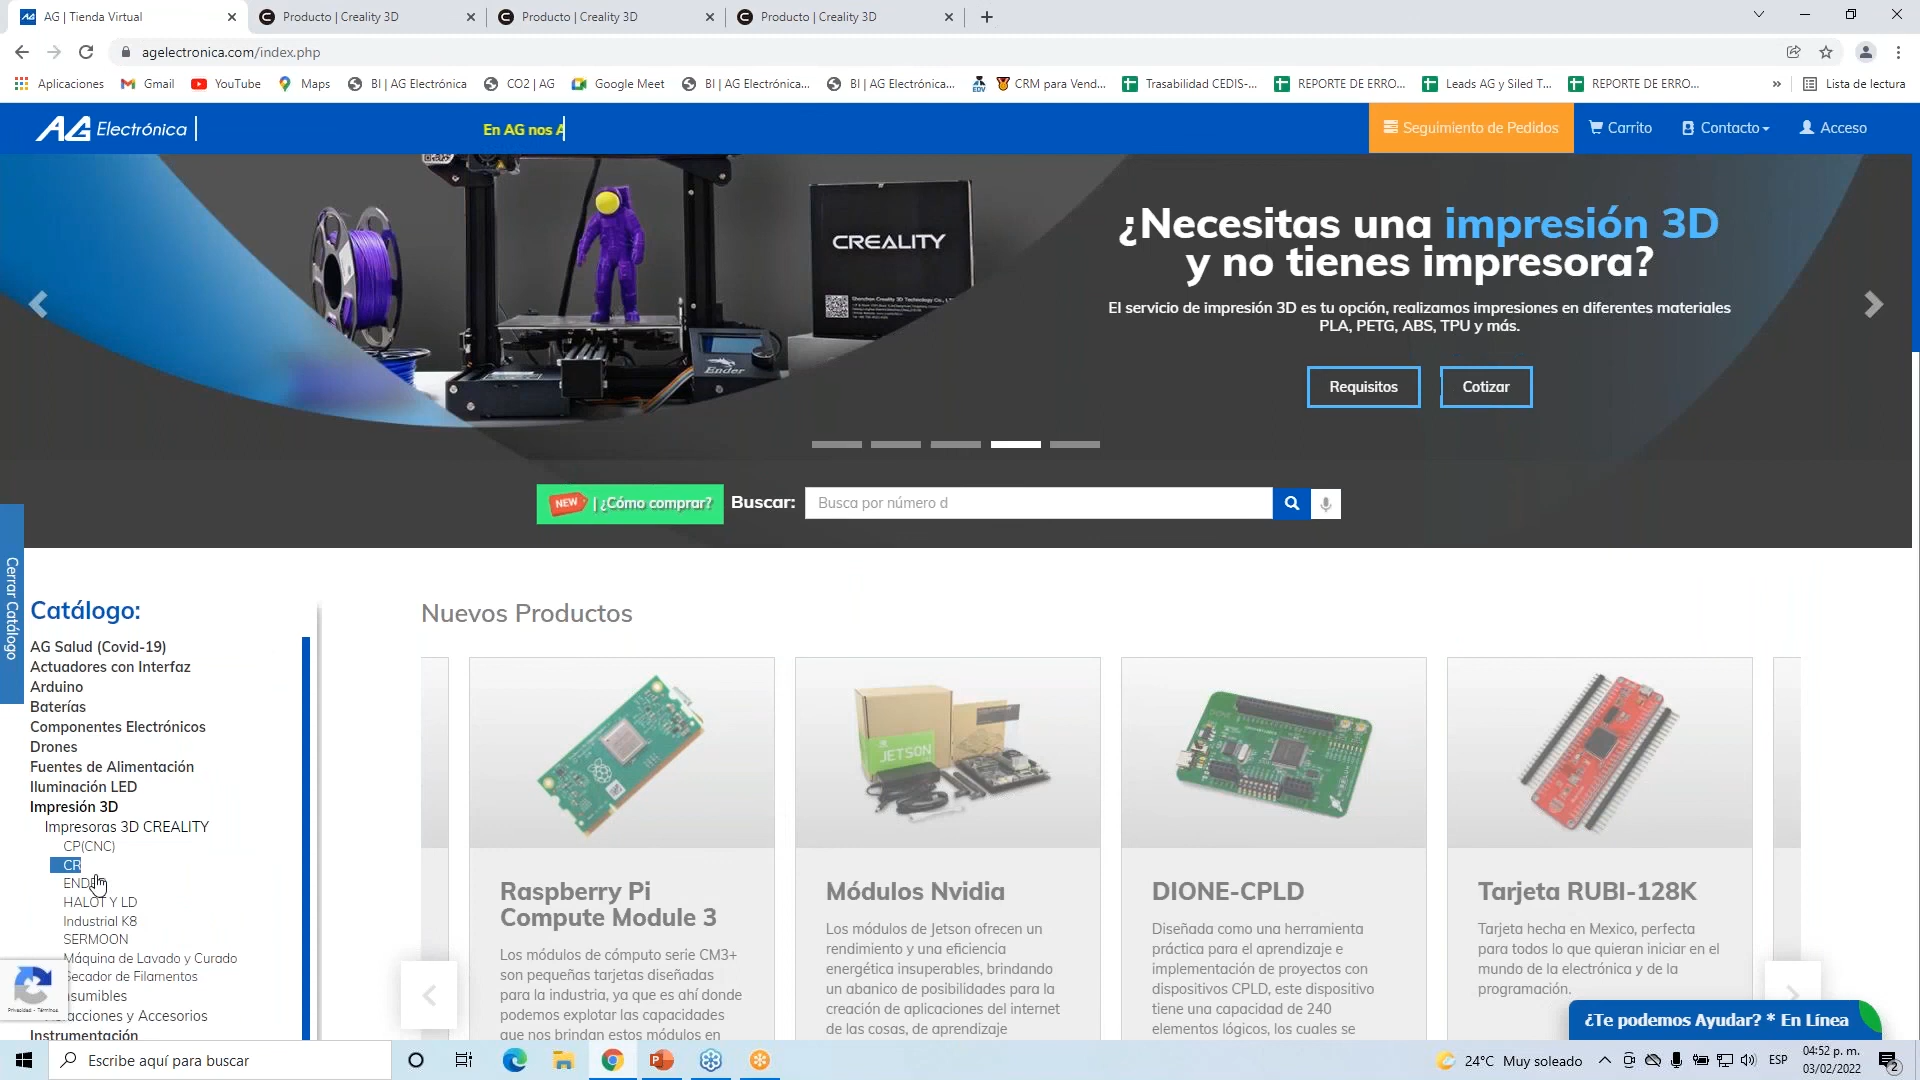 AG | Tienda Virtual
Producto | Creality 3D
Producto | Creality 3D
Producto | Creality 3D
agelectronica.com/index.php
Aplicaciones
Gmail
YouTube
Maps
BI | AG Electrónica
CO2 | AG
Google Meet
BI | AG Electrónica...
BI | AG Electrónica...
CRM para Vend...
Trasabilidad CEDIS-...
REPORTE DE ERRO...
Leads AG y Siled T...
REPORTE DE ERRO...
»
Lista de lectura
AG Electrónica
En AG nos A
Seguimiento de Pedidos
Carrito
Contacto
Acceso
CREALITY
Ender
¿Necesitas una impresión 3D
y no tienes impresora?
El servicio de impresión 3D es tu opción, realizamos impresiones en diferentes materiales
PLA, PETG, ABS, TPU y más.
Requisitos
Cotizar
NEW | ¿Cómo comprar?
Buscar:
Busca por número d
Cerrar Catálogo
Catálogo:
AG Salud (Covid-19)
Actuadores con Interfaz
Arduino
Baterías
Componentes Electrónicos
Drones
Fuentes de Alimentación
Iluminación LED
Impresión 3D
Impresoras 3D CREALITY
CP(CNC)
CR
HALOT Y LD
Industrial K8
SERMOON
Máquina de Lavado y Curado
Secador de Filamentos
Instrumentación
Privacidad - Términos
Nuevos Productos
Raspberry Pi
Compute Module 3
Los módulos de cómputo serie CM3+
son pequeñas tarjetas diseñadas
para la industria, ya que es ahí donde
podemos explotar las capacidades
que nos brindan estos módulos en
JETSON
Módulos Nvidia
Los módulos de Jetson ofrecen un
rendimiento y una eficiencia
energética insuperables, brindando
un abanico de posibilidades para la
creación de aplicaciones del internet
de las cosas, de aprendizaje
DIONE-CPLD
Diseñada como una herramienta
práctica para el aprendizaje e
implementación de proyectos con
dispositivos CPLD, este dispositivo
tiene una capacidad de 240
elementos lógicos, los cuales se
Tarjeta RUBI-128K
Tarjeta hecha en Mexico, perfecta
para todos lo que quieran iniciar en el
mundo de la electrónica y de la
programación.
¿Te podemos Ayudar? * En Línea
Escribe aquí para buscar
24°C Muy soleado
ESP
04:52 p. m.
03/02/2022
2